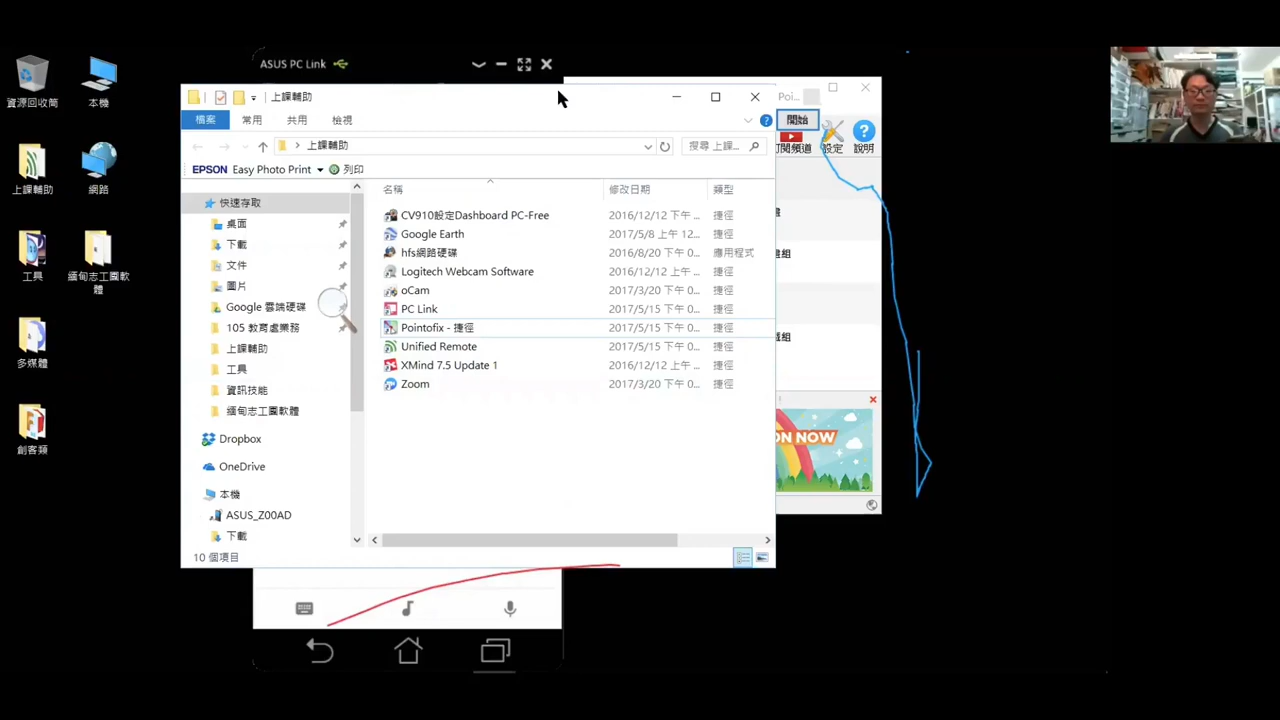 ASUS PC Link
資源回收筒
本機
上課輔助
網路
工具
緬甸志工團軟
體
多媒體
創客類
上課輔助
檔案
常用
共用
檢視
上課輔助
搜尋 上課...
EPSON Easy Photo Print
列印
快速存取
桌面
下載
文件
圖片
Google 雲端硬碟
105 教育處業務
上課輔助
工具
資訊技能
緬甸志工團軟體
Dropbox
OneDrive
本機
ASUS_Z00AD
下載
名稱 修改日期 類型
CV910設定Dashboard PC-Free 2016/12/12 下午 ... 捷徑
Google Earth 2017/5/8 上午 12... 捷徑
hfs網路硬碟 2016/8/20 下午 0... 應用程式
Logitech Webcam Software 2016/12/12 上午 ... 捷徑
oCam 2017/3/20 下午 0... 捷徑
PC Link 2017/5/15 下午 0... 捷徑
Pointofix - 捷徑 2017/5/15 下午 0... 捷徑
Unified Remote 2017/5/15 下午 0... 捷徑
XMind 7.5 Update 1 2016/12/12 上午 ... 捷徑
Zoom 2017/3/20 下午 0... 捷徑
10 個項目
Poi...
開始
訂閱頻道
設定
說明
ON NOW